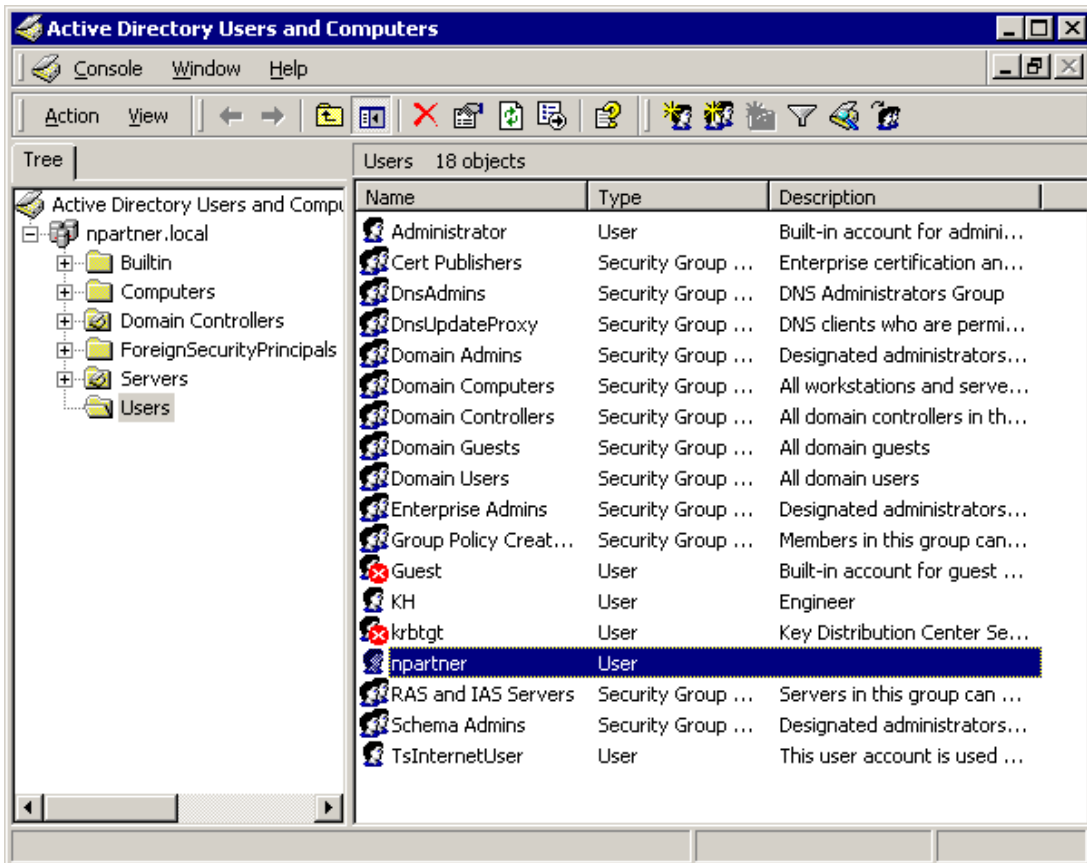 Active Directory Users and Computers
Console Window Help
Action View
Tree
Users 18 objects
Active Directory Users and Compu
npartner.local
Builtin
Computers
Domain Controllers
ForeignSecurityPrincipals
Servers
Users
Name Type Description
Administrator User Built-in account for admini...
Cert Publishers Security Group ... Enterprise certification an...
DnsAdmins Security Group ... DNS Administrators Group
DnsUpdateProxy Security Group ... DNS clients who are permi...
Domain Admins Security Group ... Designated administrators...
Domain Computers Security Group ... All workstations and serve...
Domain Controllers Security Group ... All domain controllers in th...
Domain Guests Security Group ... All domain guests
Domain Users Security Group ... All domain users
Enterprise Admins Security Group ... Designated administrators...
Group Policy Creat... Security Group ... Members in this group can...
Guest User Built-in account for guest ...
KH User Engineer
krbtgt User Key Distribution Center Se...
npartner User
RAS and IAS Servers Security Group ... Servers in this group can ...
Schema Admins Security Group ... Designated administrators...
TsInternetUser User This user account is used ...